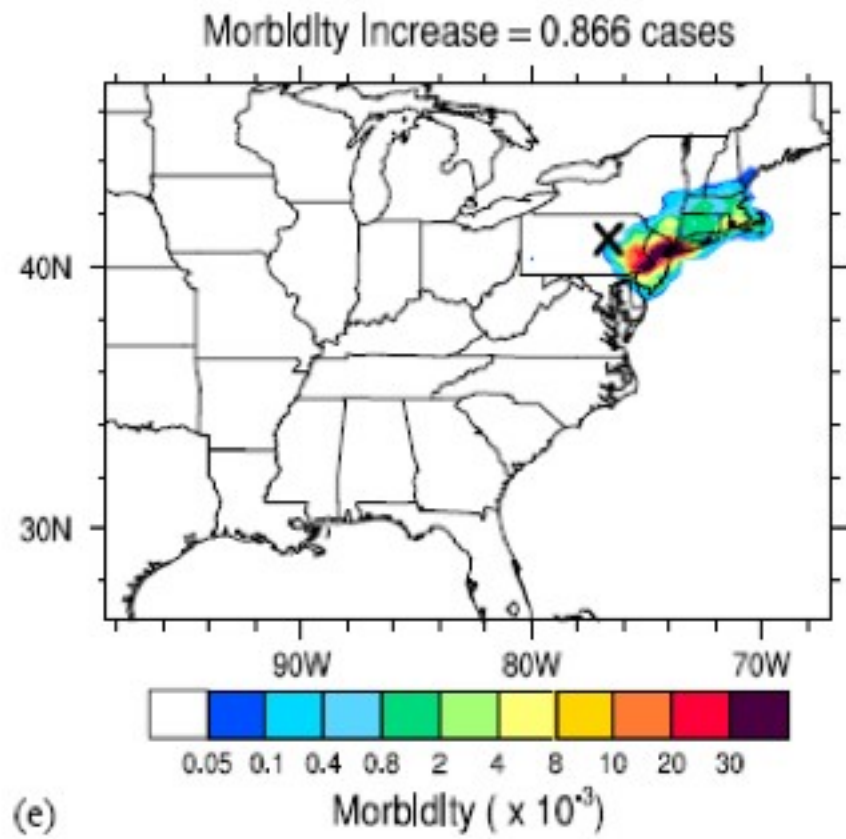 Morbidity Increase = 0.866 cases
40N
30N
90W 80W 70W
0.05 0.1 0.4 0.8 2 4 8 10 20 30
(e) Morbidity ( x 10⁻³)